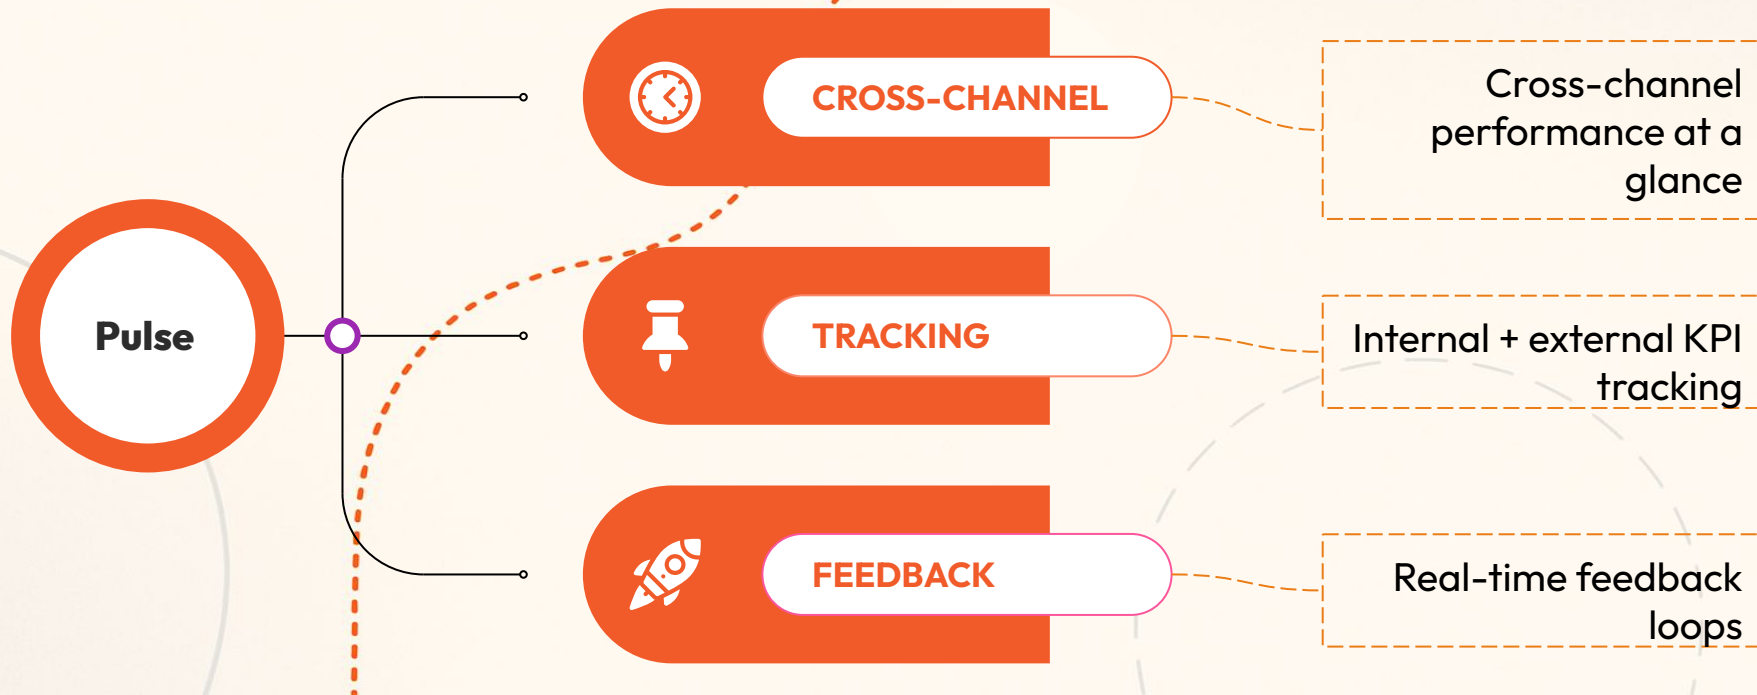 Pulse
CROSS-CHANNEL
Cross-channel
performance at a
glance
TRACKING
Internal + external KPI
tracking
FEEDBACK
Real-time feedback
loops